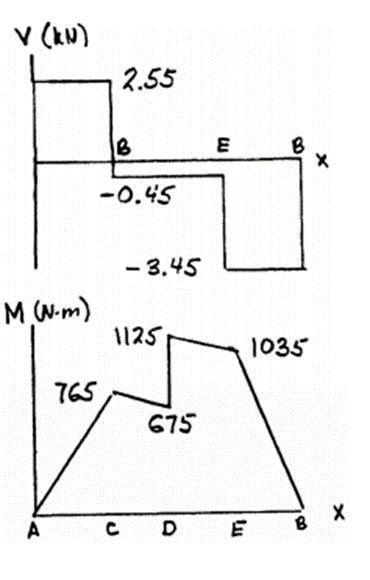 V (kN)
2.55
B E B
x
-0.45
-3.45
M (N·m)
1125
1035
765
675
A C D E B x